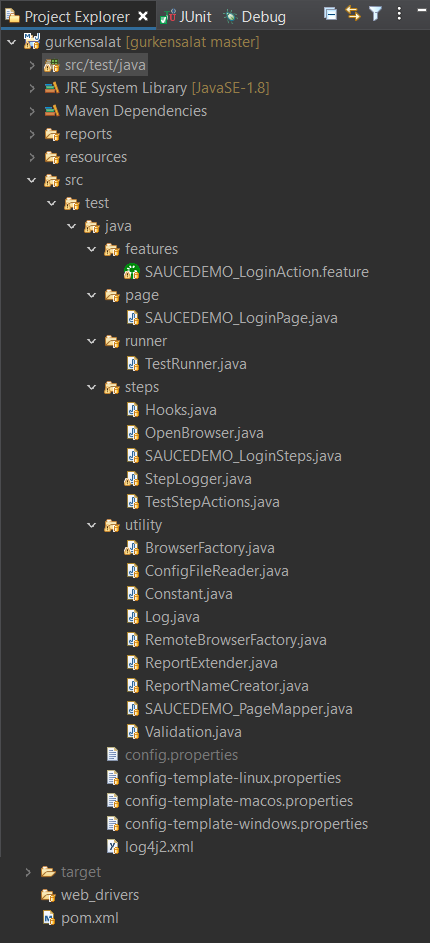 Project Explorer JUnit Debug
gurkensalat [gurkensalat master]
src/test/java
JRE System Library [JavaSE-1.8]
Maven Dependencies
reports
resources
src
test
java
features
SAUCEDEMO_LoginAction.feature
page
SAUCEDEMO_LoginPage.java
runner
TestRunner.java
steps
Hooks.java
OpenBrowser.java
SAUCEDEMO_LoginSteps.java
StepLogger.java
TestStepActions.java
utility
BrowserFactory.java
ConfigFileReader.java
Constant.java
Log.java
RemoteBrowserFactory.java
ReportExtender.java
ReportNameCreator.java
SAUCEDEMO_PageMapper.java
Validation.java
config.properties
config-template-linux.properties
config-template-macos.properties
config-template-windows.properties
log4j2.xml
target
web_drivers
pom.xml